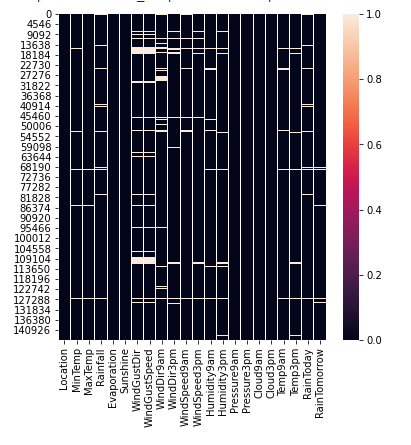 0
4546
9092
13638
18184
22730
27276
31822
36368
40914
45460
50006
54552
59098
63644
68190
72736
77282
81828
86374
90920
95466
100012
104558
109104
113650
118196
122742
127288
131834
136380
140926
1.0
0.8
0.6
0.4
0.2
0.0
Location
MinTemp
MaxTemp
Rainfall
Evaporation
Sunshine
WindGustDir
WindGustSpeed
WindDir9am
WindDir3pm
WindSpeed9am
WindSpeed3pm
Humidity9am
Humidity3pm
Pressure9am
Pressure3pm
Cloud9am
Cloud3pm
Temp9am
Temp3pm
RainToday
RainTomorrow